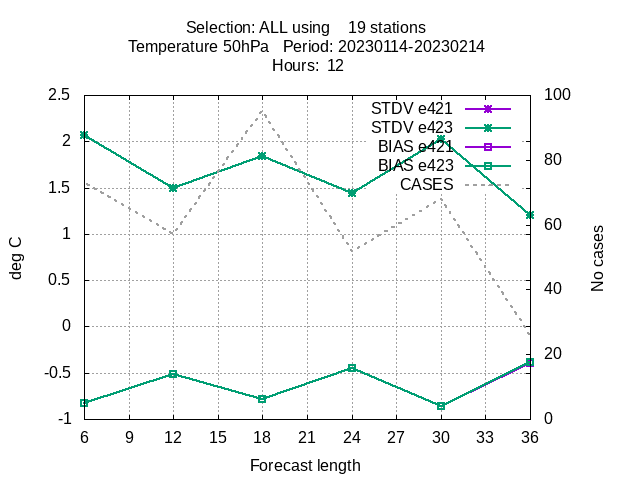 Selection: ALL using 19 stations
Temperature 50hPa Period: 20230114-20230214
Hours: 12
STDV e421
STDV e423
BIAS e421
BIAS e423
CASES
2.5
2
1.5
1
0.5
0
-0.5
-1
deg C
100
80
60
40
20
0
No cases
6 9 12 15 18 21 24 27 30 33 36
Forecast length